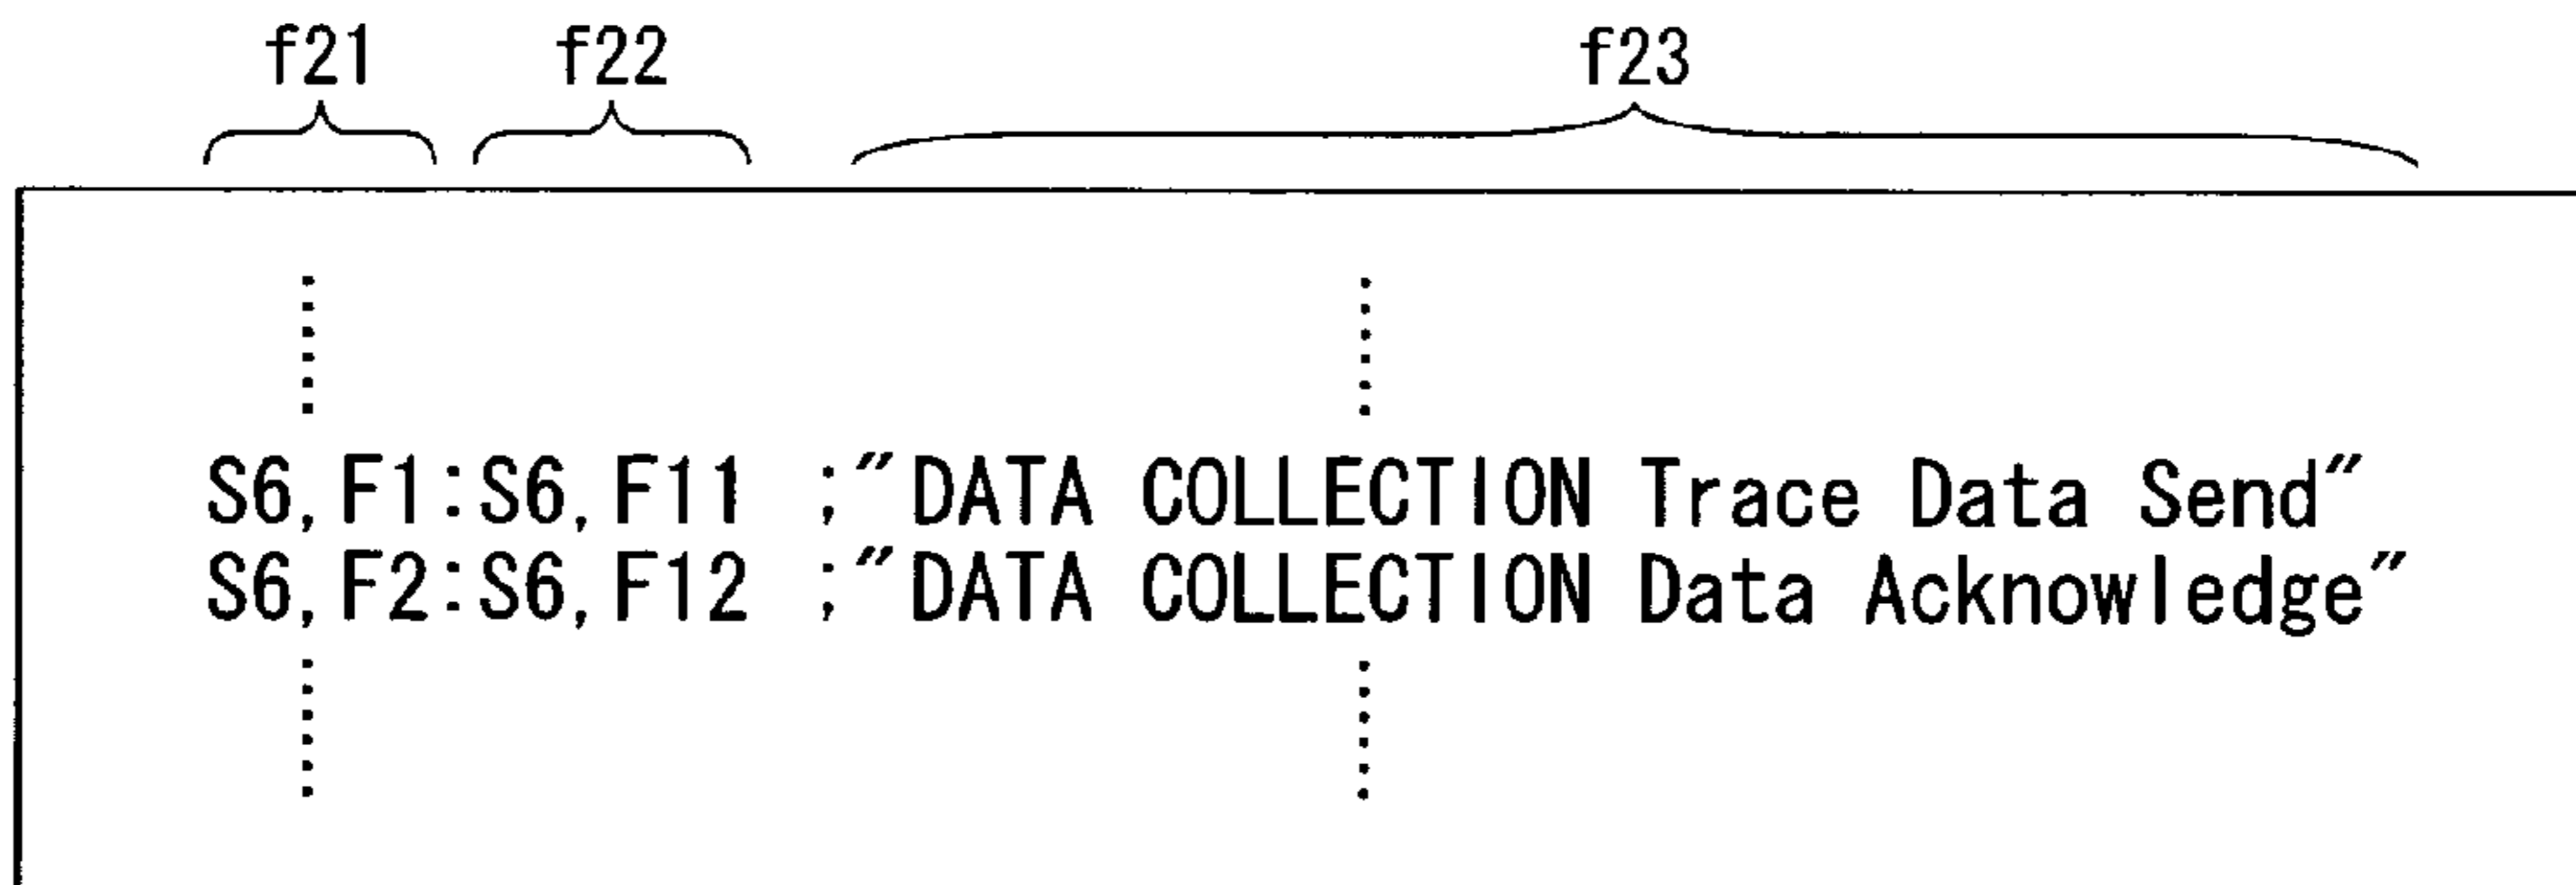 f21 f22 f23
S6,F1:S6,F11 ;"DATA COLLECTION Trace Data Send"
S6,F2:S6,F12 ;"DATA COLLECTION Data Acknowledge"